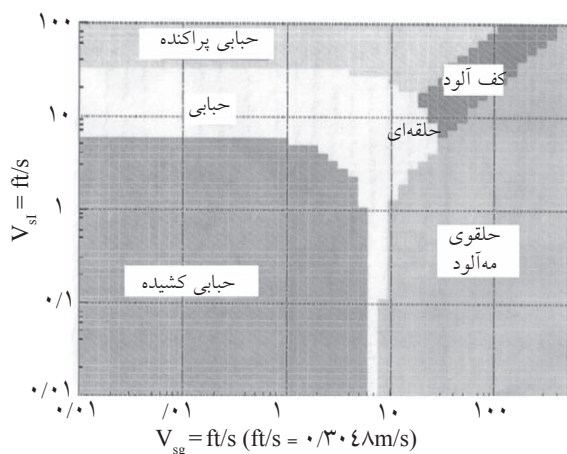 ۱۰۰
۱۰
۱
۰/۱
۰/۰۱
V_sl = ft/s
حبابی پراکنده
کف آلود
حبابی
حلقه‌ای
حلقوی
مه‌آلود
حبابی کشیده
۰/۰۱ /۰۱ ۱ ۱۰ ۱۰۰
V_sg = ft/s (ft/s = ۰/۳۰۴۸m/s)